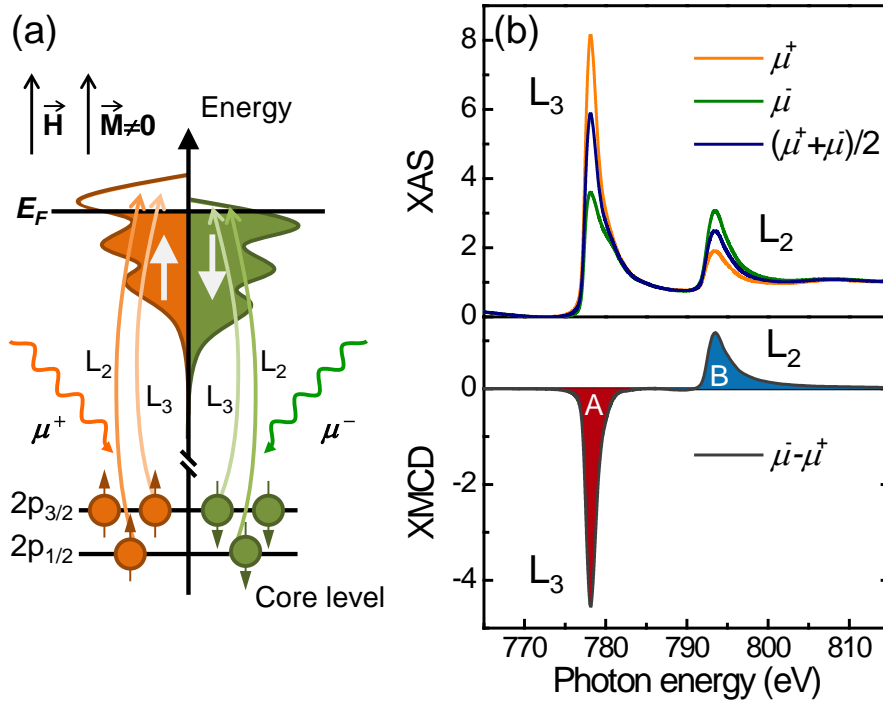 (a)
H⃗ M⃗≠0
Energy
E_F
L₂
L₃
L₃
L₂
μ⁺
μ⁻
2p₃/₂
2p₁/₂
Core level
(b)
XAS
8
6
4
2
0
L₃
L₂
μ⁺
μ⁻
(μ⁺+μ⁻)/2
XMCD
0
-2
-4
A
B
L₂
L₃
μ⁻-μ⁺
770 780 790 800 810
Photon energy (eV)